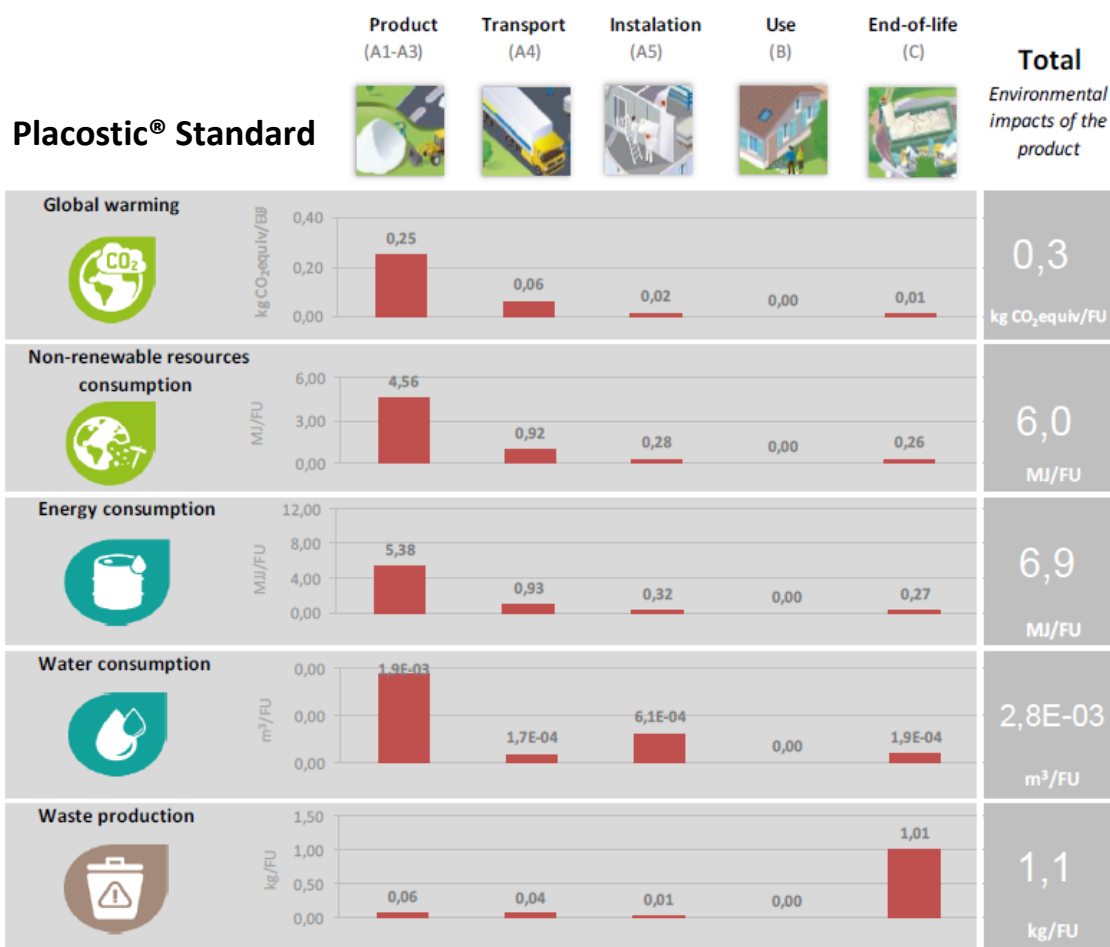 Product
(A1-A3)
Transport
(A4)
Instalation
(A5)
Use
(B)
End-of-life
(C)
Total
Environmental
impacts of the
product
Placostic® Standard
Global warming
CO₂
0,40
0,20
0,00
0,25
0,06
0,02
0,00
0,01
0,3
kg CO₂equiv/FU
Non-renewable resources
consumption
MJ/FU
6,00
3,00
0,00
4,56
0,92
0,28
0,00
0,26
6,0
MJ/FU
Energy consumption
MJ/FU
12,00
8,00
4,00
0,00
5,38
0,93
0,32
0,00
0,27
6,9
MJ/FU
Water consumption
m³/FU
0,00
0,00
0,00
1,9E-03
1,7E-04
6,1E-04
0,00
1,9E-04
2,8E-03
m³/FU
Waste production
kg/FU
1,50
1,00
0,50
0,00
0,06
0,04
0,01
0,00
1,01
1,1
kg/FU